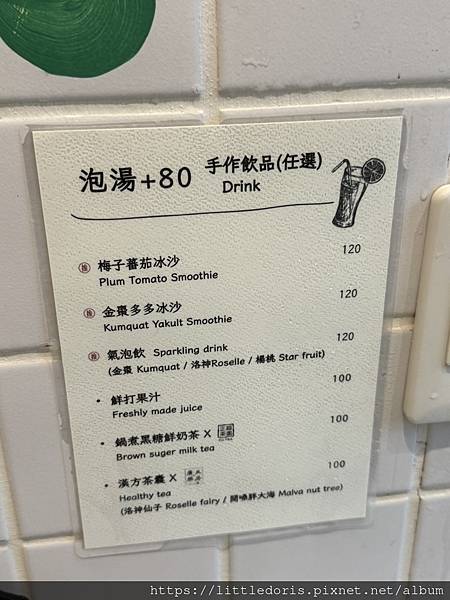 泡湯+80 手作飲品(任選)
Drink
推 梅子蕃茄冰沙 120
Plum Tomato Smoothie
推 金棗多多冰沙 120
Kumquat Yakult Smoothie
推 氣泡飲 Sparkling drink 120
(金棗 Kumquat / 洛神Roselle / 楊桃 Star fruit)
• 鮮打果汁 100
Freshly made juice
• 鍋煮黑糖鮮奶茶 X 100
Brown suger milk tea
• 漢方茶囊 X 100
Healthy tea
(洛神仙子 Roselle fairy / 開嗓胖大海 Malva nut tree)
https://littledoris.pixnet.net/album